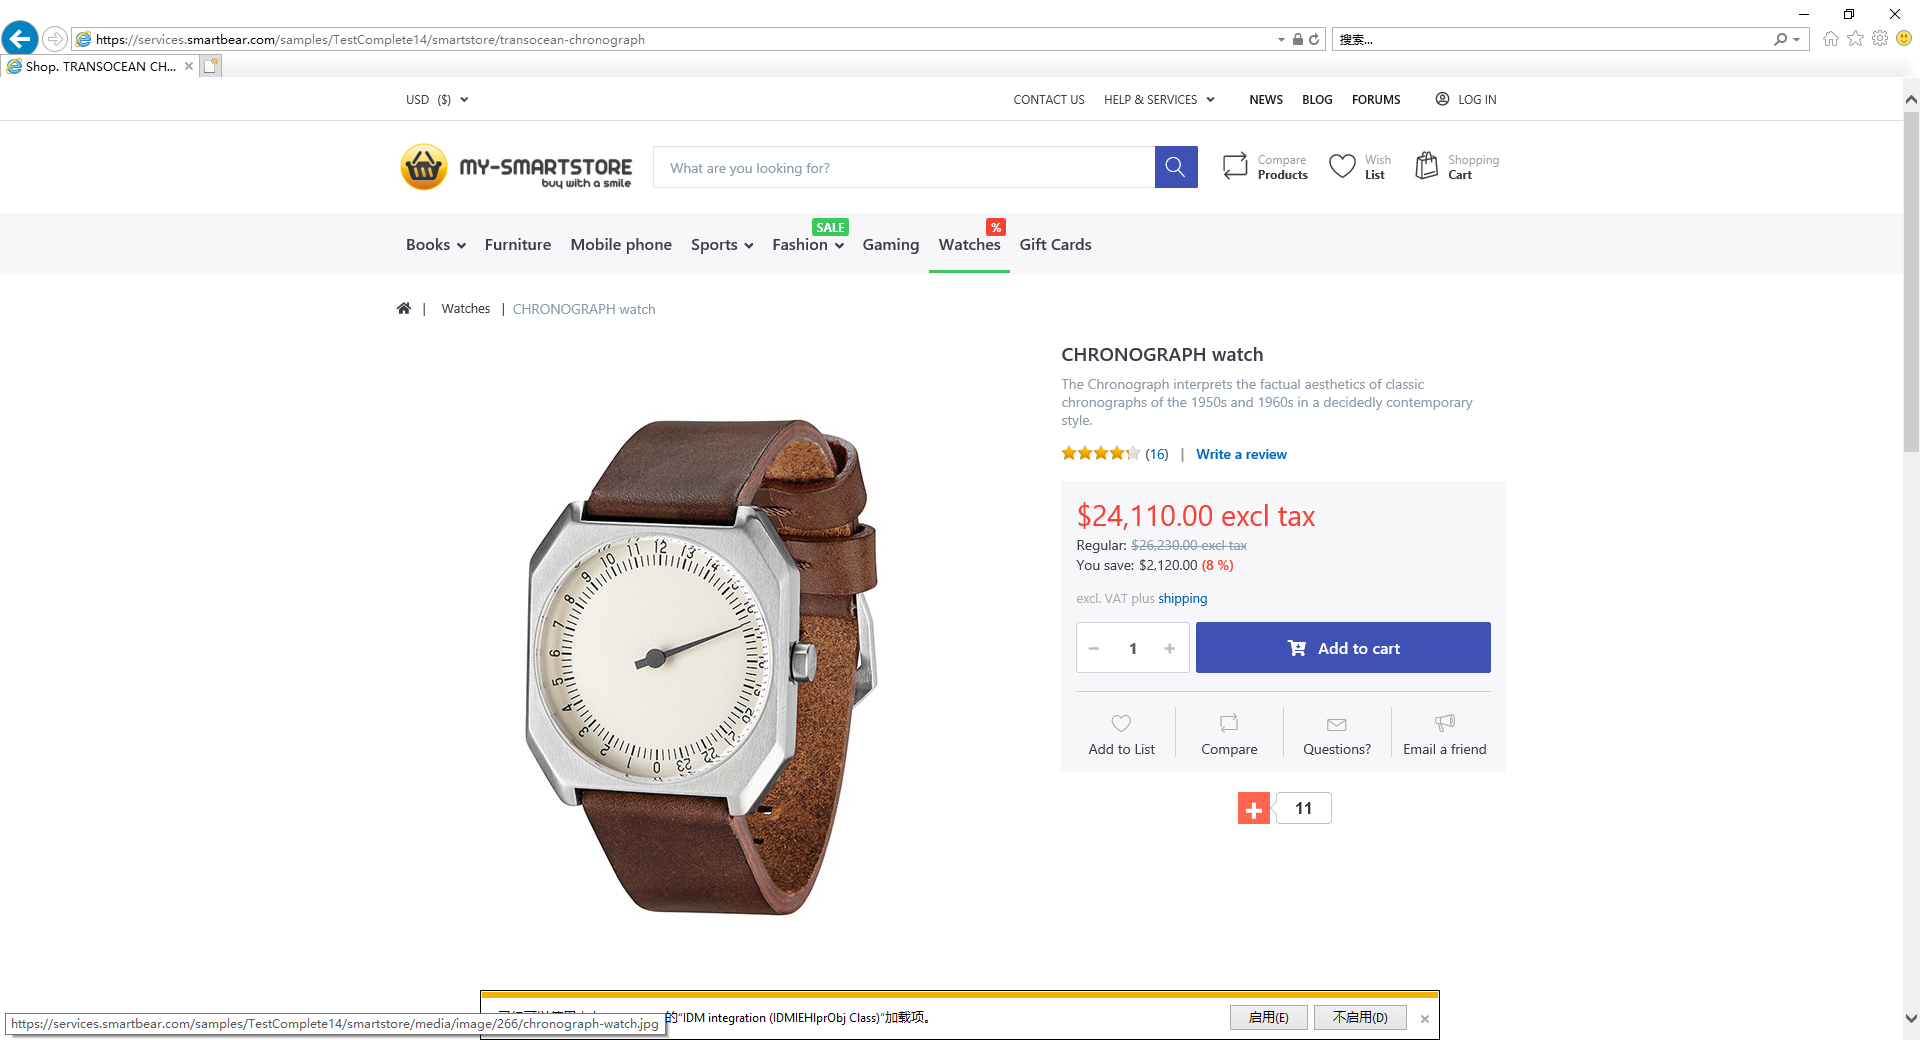 https://services.smartbear.com/samples/TestComplete14/smartstore/transocean-chronograph
搜索...
Shop. TRANSOCEAN CH...
USD ($)
CONTACT US
HELP & SERVICES
NEWS
BLOG
FORUMS
LOG IN
MY-SMARTSTORE
buy with a smile
What are you looking for?
Compare
Products
Wish
List
Shopping
Cart
SALE
%
Books
Furniture
Mobile phone
Sports
Fashion
Gaming
Watches
Gift Cards
| Watches | CHRONOGRAPH watch
CHRONOGRAPH watch
The Chronograph interprets the factual aesthetics of classic
chronographs of the 1950s and 1960s in a decidedly contemporary
style.
(16) | Write a review
$24,110.00 excl tax
Regular: $26,230.00 excl tax
You save: $2,120.00 (8 %)
excl. VAT plus shipping
1
Add to cart
Add to List
Compare
Questions?
Email a friend
11
的"IDM integration (IDMIEHlprObj Class)"加载项。
启用(E)
不启用(D)
https://services.smartbear.com/samples/TestComplete14/smartstore/media/image/266/chronograph-watch.jpg